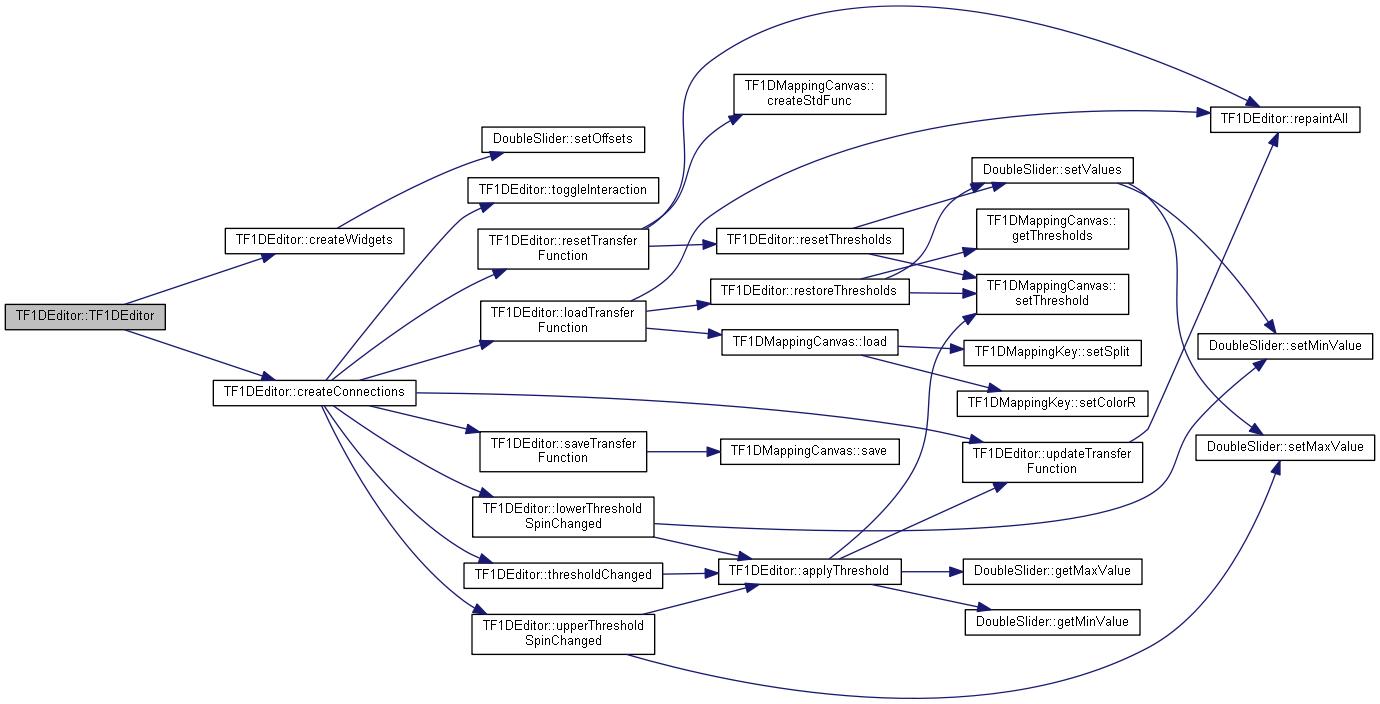 TF1DEditor::TF1DEditor
TF1DEditor::createWidgets
TF1DEditor::createConnections
DoubleSlider::setOffsets
TF1DEditor::toggleInteraction
TF1DEditor::resetTransfer
Function
TF1DEditor::loadTransfer
Function
TF1DEditor::saveTransfer
Function
TF1DEditor::lowerThreshold
SpinChanged
TF1DEditor::thresholdChanged
TF1DEditor::upperThreshold
SpinChanged
TF1DMappingCanvas::
createStdFunc
TF1DEditor::resetThresholds
TF1DEditor::restoreThresholds
TF1DMappingCanvas::load
TF1DMappingCanvas::save
TF1DEditor::applyThreshold
DoubleSlider::setValues
TF1DMappingCanvas::
getThresholds
TF1DMappingCanvas::
setThreshold
TF1DMappingKey::setSplit
TF1DMappingKey::setColorR
TF1DEditor::updateTransfer
Function
DoubleSlider::getMaxValue
DoubleSlider::getMinValue
TF1DEditor::repaintAll
DoubleSlider::setMinValue
DoubleSlider::setMaxValue